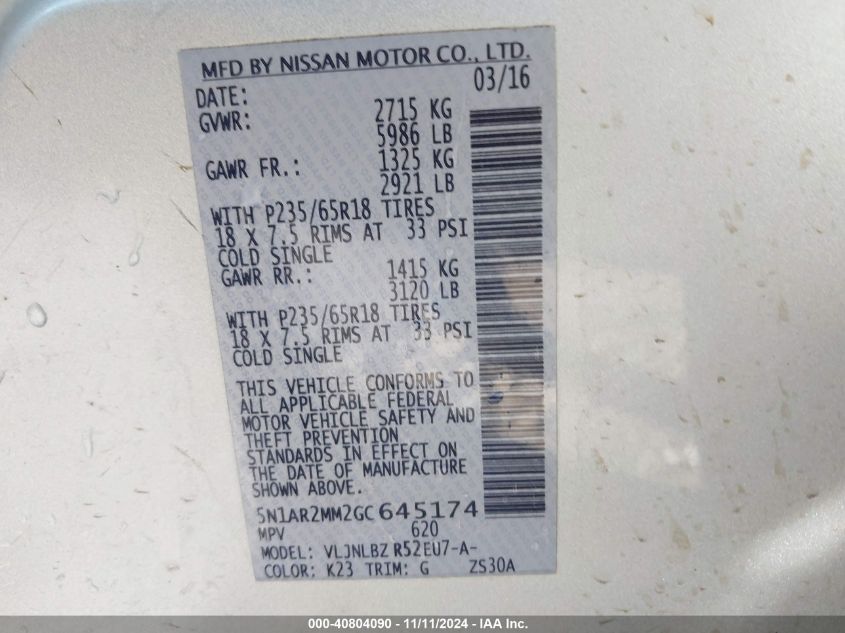 MFD BY NISSAN MOTOR CO., LTD.
DATE: 03/16
GVWR: 2715 KG
5986 LB
GAWR FR.: 1325 KG
2921 LB
WITH P235/65R18 TIRES
18 X 7.5 RIMS AT 33 PSI
COLD SINGLE
GAWR RR.: 1415 KG
3120 LB
WITH P235/65R18 TIRES
18 X 7.5 RIMS AT 33 PSI
COLD SINGLE
THIS VEHICLE CONFORMS TO
ALL APPLICABLE FEDERAL
MOTOR VEHICLE SAFETY AND
THEFT PREVENTION
STANDARDS IN EFFECT ON
THE DATE OF MANUFACTURE
SHOWN ABOVE.
5N1AR2MM2GC645174
MPV 620
MODEL: VLJNLBZ R52EU7-A-
COLOR: K23 TRIM: G ZS30A
000-40804090 - 11/11/2024 - IAA Inc.